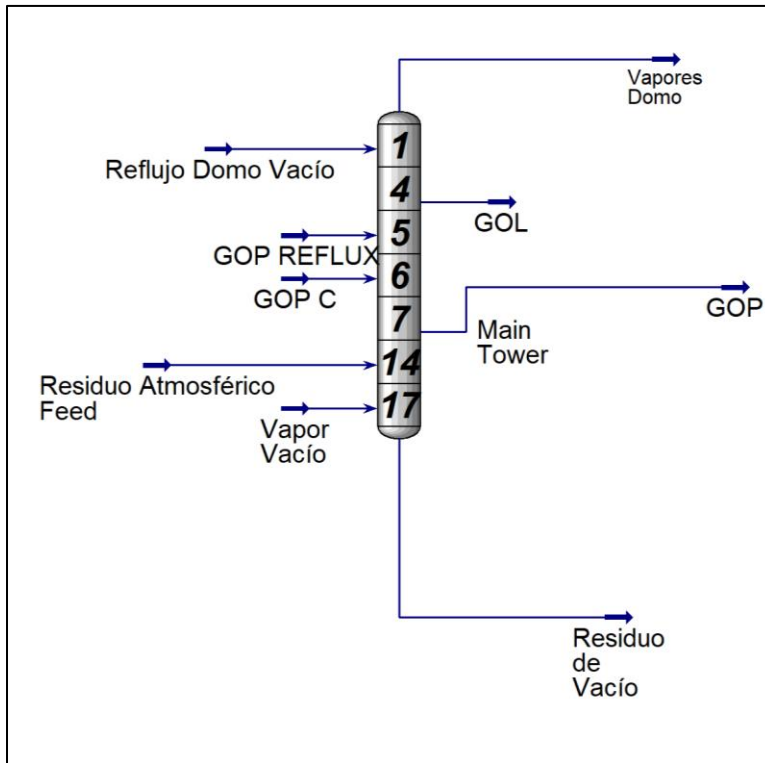 Vapores
Domo
1
Reflujo Domo Vacío
4
GOL
5
GOP REFLUX
6
GOP C
7
GOP
Main
Tower
14
Residuo Atmosférico
Feed
17
Vapor
Vacío
Residuo
de
Vacío